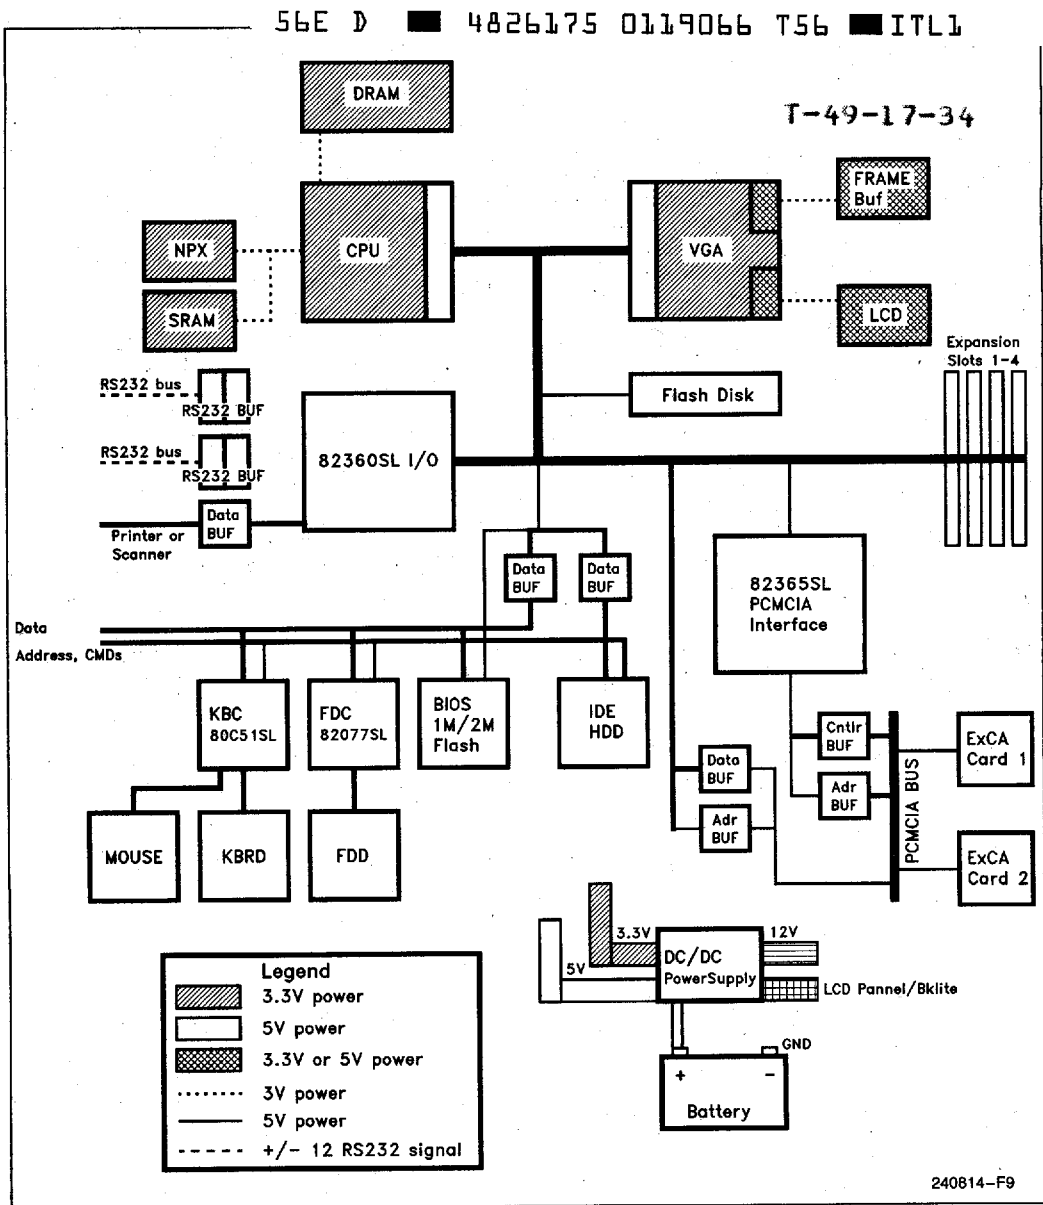 56E D ■ 4826175 0119066 T56 ■ ITL1
T-49-17-34
DRAM
FRAME
Buf
NPX
CPU
VGA
SRAM
LCD
Expansion
Slots 1-4
RS232 bus
RS232 BUF
Flash Disk
RS232 bus
RS232 BUF
82360SL I/O
Data
BUF
Printer or
Scanner
Data
BUF
Data
BUF
82365SL
PCMCIA
Interface
Data
Address, CMDs
KBC
80C51SL
FDC
82077SL
BIOS
1M/2M
Flash
IDE
HDD
Cntlr
BUF
ExCA
Card 1
Data
BUF
Adr
BUF
PCMCIA BUS
Adr
BUF
MOUSE
KBRD
FDD
ExCA
Card 2
3.3V
12V
5V
DC/DC
PowerSupply
LCD Pannel/Bklite
GND
+
−
Battery
Legend
3.3V power
5V power
3.3V or 5V power
3V power
5V power
+/- 12 RS232 signal
240814-F9